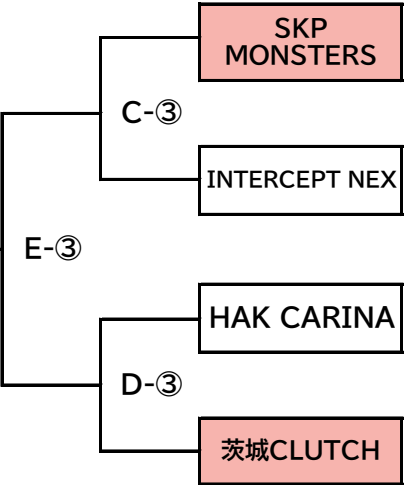 SKP
MONSTERS
C-③
INTERCEPT NEX
E-③
HAK CARINA
D-③
茨城CLUTCH